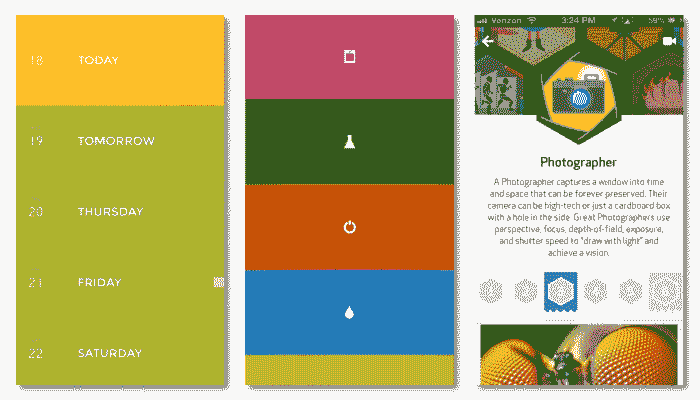 18 TODAY
19 TOMORROW
20 THURSDAY
21 FRIDAY
22 SATURDAY
Verizon 3:24 PM 59%
Photographer
A Photographer captures a window into time
and space that can be forever preserved. Their
camera can be high-tech or just a cardboard box
with a hole in the side. Great Photographers use
perspective, focus, depth-of-field, exposure,
and shutter speed to "draw with light" and
achieve a vision.